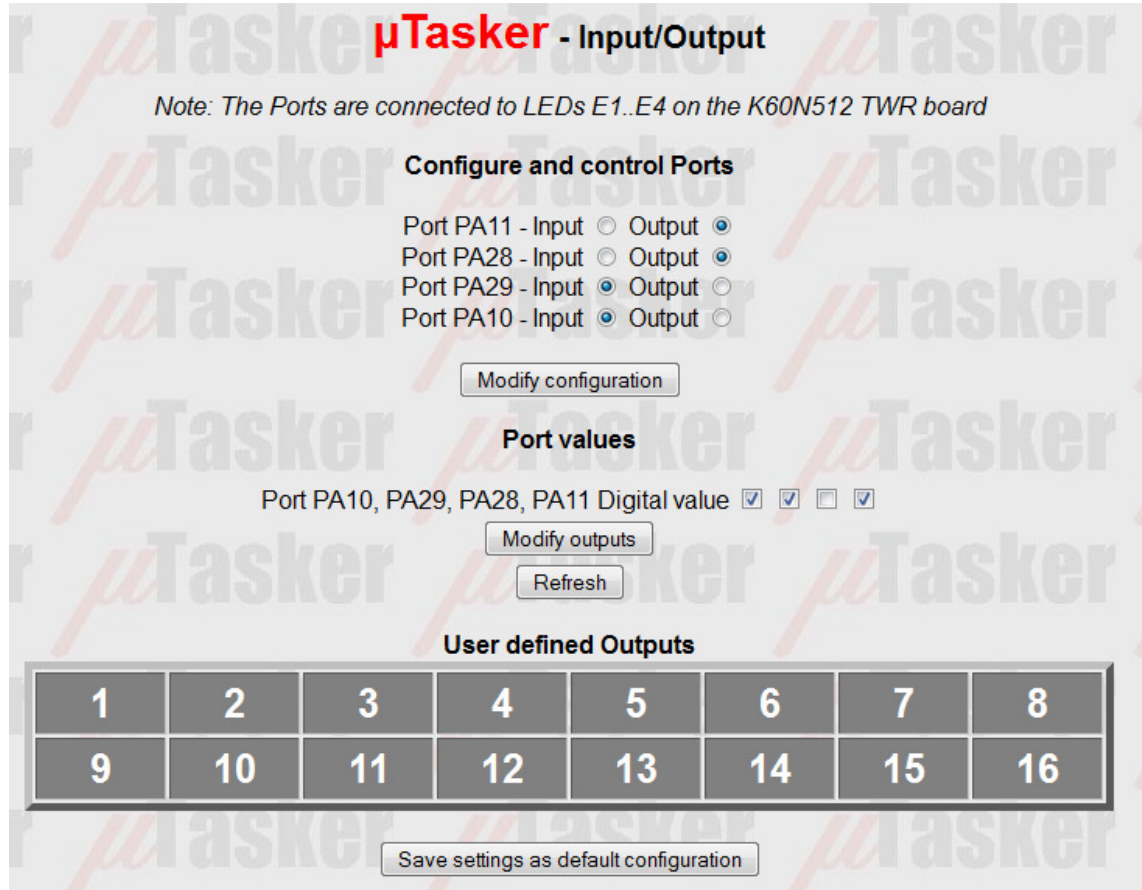 µTasker - Input/Output
Note: The Ports are connected to LEDs E1..E4 on the K60N512 TWR board
Configure and control Ports
Port PA11 - Input Output
Port PA28 - Input Output
Port PA29 - Input Output
Port PA10 - Input Output
Modify configuration
Port values
Port PA10, PA29, PA28, PA11 Digital value
Modify outputs
Refresh
User defined Outputs
1 2 3 4 5 6 7 8
9 10 11 12 13 14 15 16
Save settings as default configuration